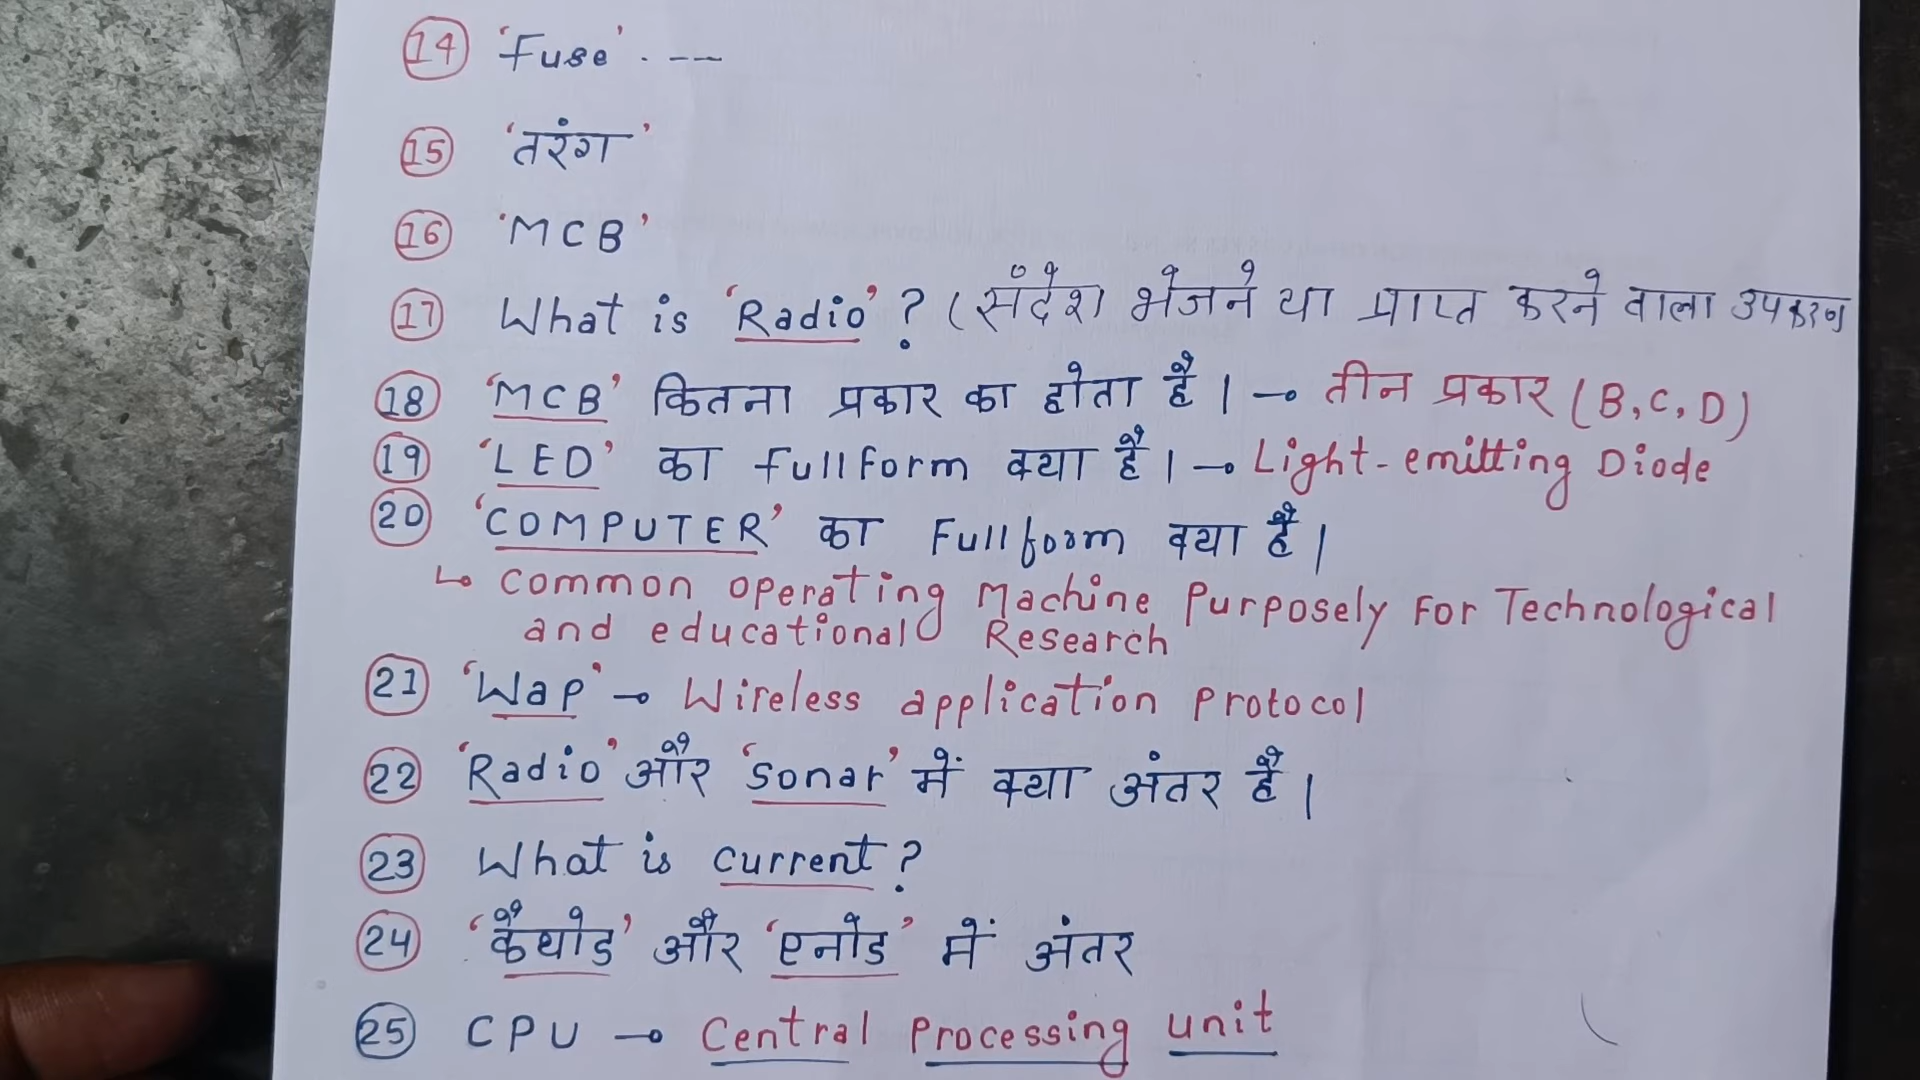 14 'Fuse' . --
15 'तरंग'
16 'MCB'
17 What is 'Radio' ? (संदेश भेजने या प्राप्त करने वाला उपकरण
18 'MCB' कितना प्रकार का होता है। → तीन प्रकार (B, C, D)
19 'LED' का Fullform क्या है। → Light-emitting Diode
20 'COMPUTER' का Fullform क्या है।
↳ Common Operating Machine Purposely For Technological
and educational Research
21 'Wap' → Wireless application Protocol
22 'Radio' और 'Sonar' में क्या अंतर है।
23 What is Current?
24 'कैथोड' और 'एनोड' में अंतर
25 CPU → Central Processing unit